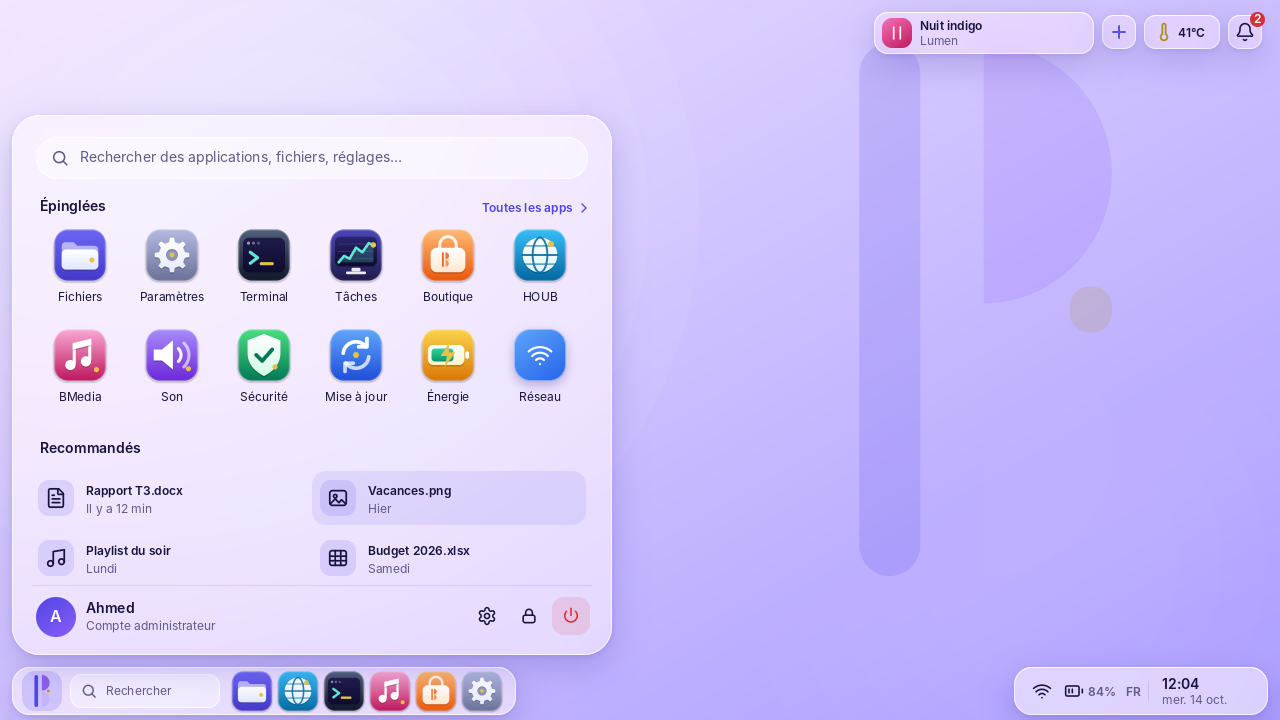 Nuit indigo
Lumen
41°C
2
Rechercher des applications, fichiers, réglages...
Épinglées
Toutes les apps
Fichiers
Paramètres
Terminal
Tâches
Boutique
HOUB
BMedia
Son
Sécurité
Mise à jour
Énergie
Réseau
Recommandés
Rapport T3.docx
Il y a 12 min
Vacances.png
Hier
Playlist du soir
Lundi
Budget 2026.xlsx
Samedi
A
Ahmed
Compte administrateur
Rechercher
84%
FR
12:04
mer. 14 oct.